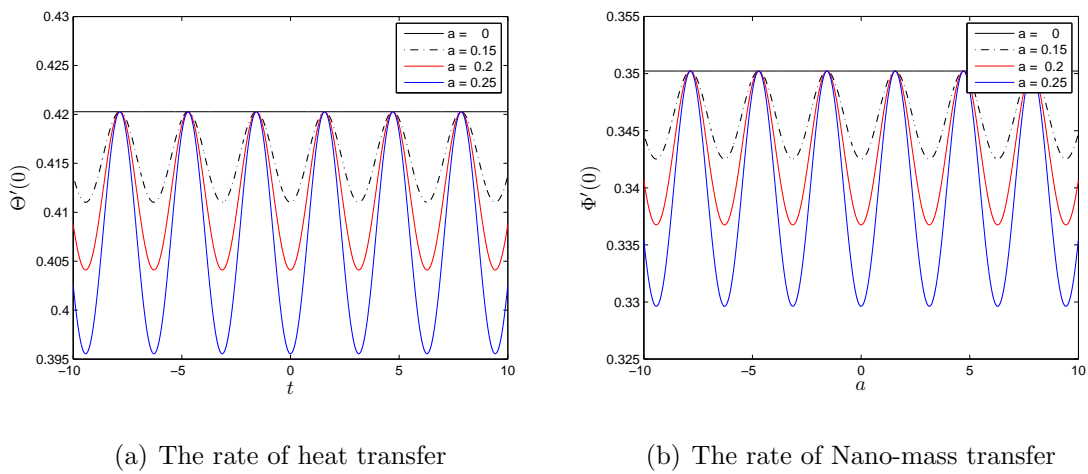 0.43
0.425
0.42
0.415
0.41
0.405
0.4
0.395
Θ′(0)
−10
−5
0
5
10
t
a = 0
a = 0.15
a = 0.2
a = 0.25
(a) The rate of heat transfer
0.355
0.35
0.345
0.34
0.335
0.33
0.325
Φ′(0)
−10
−5
0
5
10
a
a = 0
a = 0.15
a = 0.2
a = 0.25
(b) The rate of Nano-mass transfer